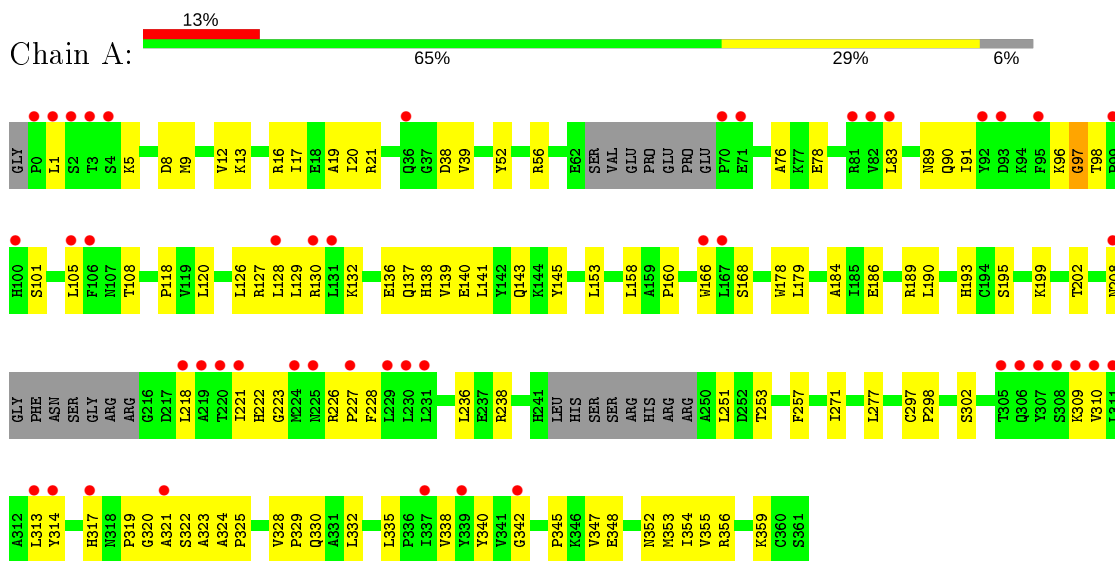 13%
Chain A:
65% 29% 6%
GLY P0 L1 S2 T3 S4 K5 D8 M9 V12 K13 R16 I17 E18 A19 I20 R21 Q36 G37 D38 V39 Y52 R56 E62 SER VAL GLU PRO GLU PRO GLU P70 E71 A76 K77 E78 R81 V82 L83 N89 Q90 I91 Y92 D93 K94 F95 K96 G97 T98
H100 S101 L105 F106 N107 T108 P118 V119 L120 L126 R127 L128 L129 R130 L131 K132 E136 Q137 H138 V139 E140 L141 Y142 Q143 K144 Y145 L153 L158 A159 P160 W166 L167 S168 W178 L179 A184 I185 E186 R189 L190 H193 C194 S195 K199 T202 N208
GLY PHE ASN SER GLY ARG ARG G216 D217 L218 A219 T220 I221 H222 G223 M224 N225 R226 P227 F228 L229 L230 L231 L236 E237 R238 H241 LEU HIS SER SER ARG HIS ARG ARG A250 L251 D252 T253 F257 I271 L277 C297 P298 S302 T305 Q306 Y307 S308 K309 V310
A312 L313 Y314 H317 N318 P319 G320 A321 S322 A323 A324 P325 V328 P329 Q330 A331 L332 L335 P336 I337 V338 Y339 Y340 V341 G342 P345 K346 V347 E348 N352 M353 I354 V355 R356 K359 C360 S361